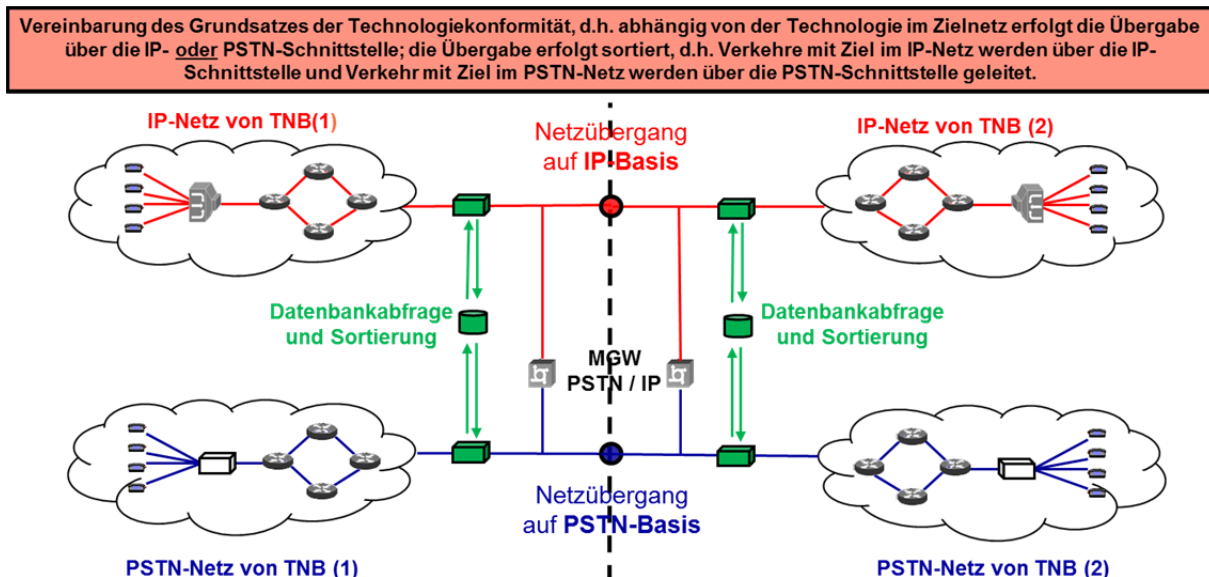 Vereinbarung des Grundsatzes der Technologiekonformität, d.h. abhängig von der Technologie im Zielnetz erfolgt die Übergabe
über die IP- oder PSTN-Schnittstelle; die Übergabe erfolgt sortiert, d.h. Verkehre mit Ziel im IP-Netz werden über die IP-
Schnittstelle und Verkehr mit Ziel im PSTN-Netz werden über die PSTN-Schnittstelle geleitet.
IP-Netz von TNB(1)
Netzübergang
auf IP-Basis
IP-Netz von TNB (2)
Datenbankabfrage
und Sortierung
Datenbankabfrage
und Sortierung
MGW
PSTN / IP
Netzübergang
auf PSTN-Basis
PSTN-Netz von TNB (1)
PSTN-Netz von TNB (2)